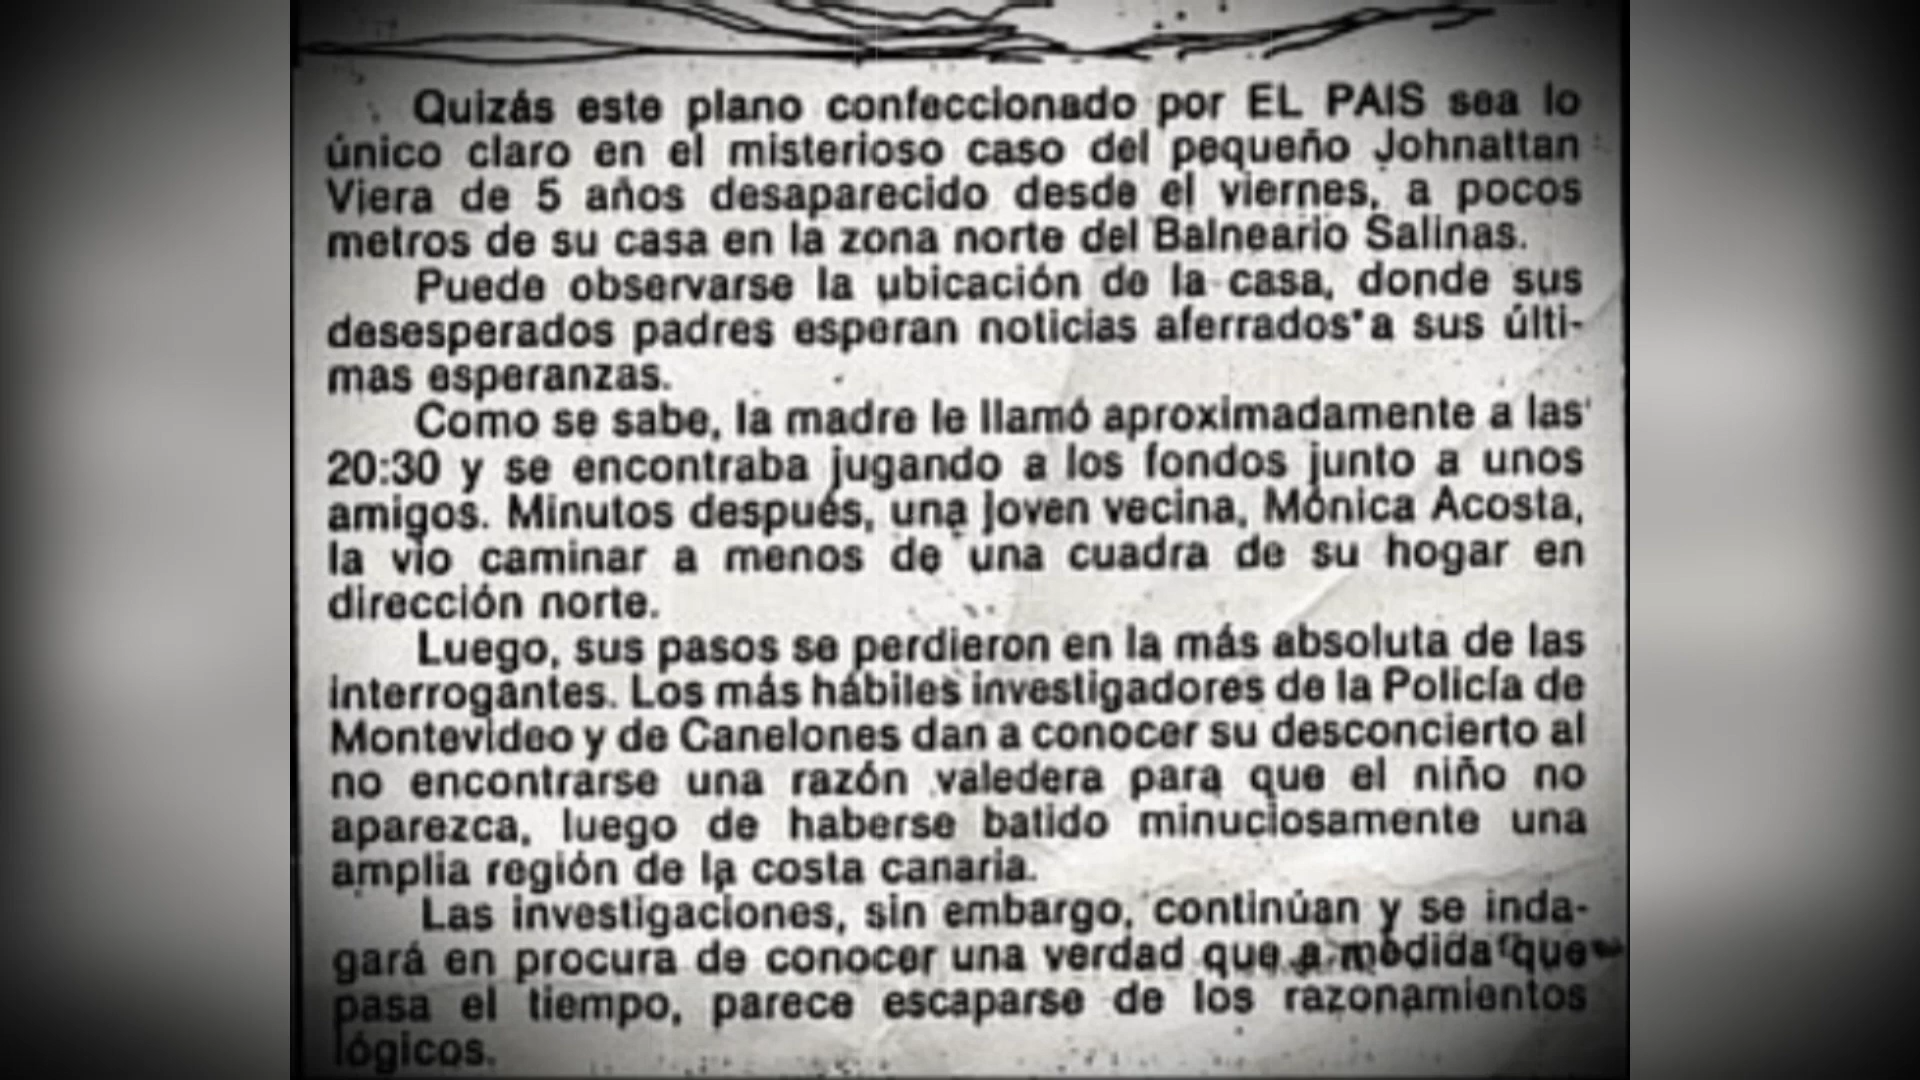 Quizás este plano confeccionado por EL PAIS sea lo
único claro en el misterioso caso del pequeño Johnattan
Viera de 5 años desaparecido desde el viernes, a pocos
metros de su casa en la zona norte del Balneario Salinas.
Puede observarse la ubicación de la casa, donde sus
desesperados padres esperan noticias aferrados a sus últi-
mas esperanzas.
Como se sabe, la madre le llamó aproximadamente a las
20:30 y se encontraba jugando a los fondos junto a unos
amigos. Minutos después, una joven vecina, Mónica Acosta,
la vio caminar a menos de una cuadra de su hogar en
dirección norte.
Luego, sus pasos se perdieron en la más absoluta de las
interrogantes. Los más hábiles investigadores de la Policía de
Montevideo y de Canelones dan a conocer su desconcierto al
no encontrarse una razón valedera para que el niño no
aparezca, luego de haberse batido minuciosamente una
amplia región de la costa canaria.
Las investigaciones, sin embargo, continúan y se inda-
gará en procura de conocer una verdad que a medida que
pasa el tiempo, parece escaparse de los razonamientos
lógicos.